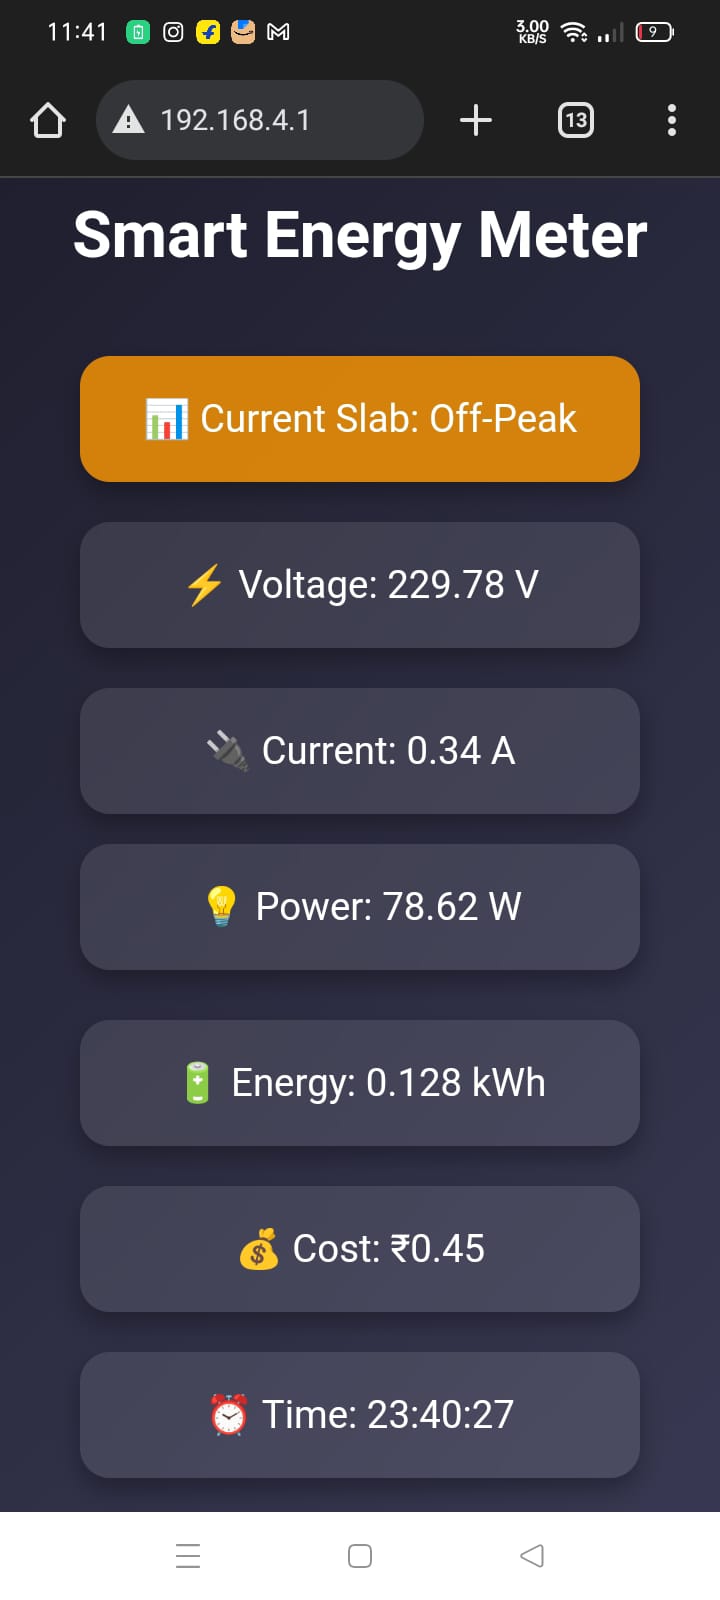 11:41 3.00 KB/S 9
192.168.4.1 13
Smart Energy Meter
Current Slab: Off-Peak
Voltage: 229.78 V
Current: 0.34 A
Power: 78.62 W
Energy: 0.128 kWh
Cost: ₹0.45
Time: 23:40:27